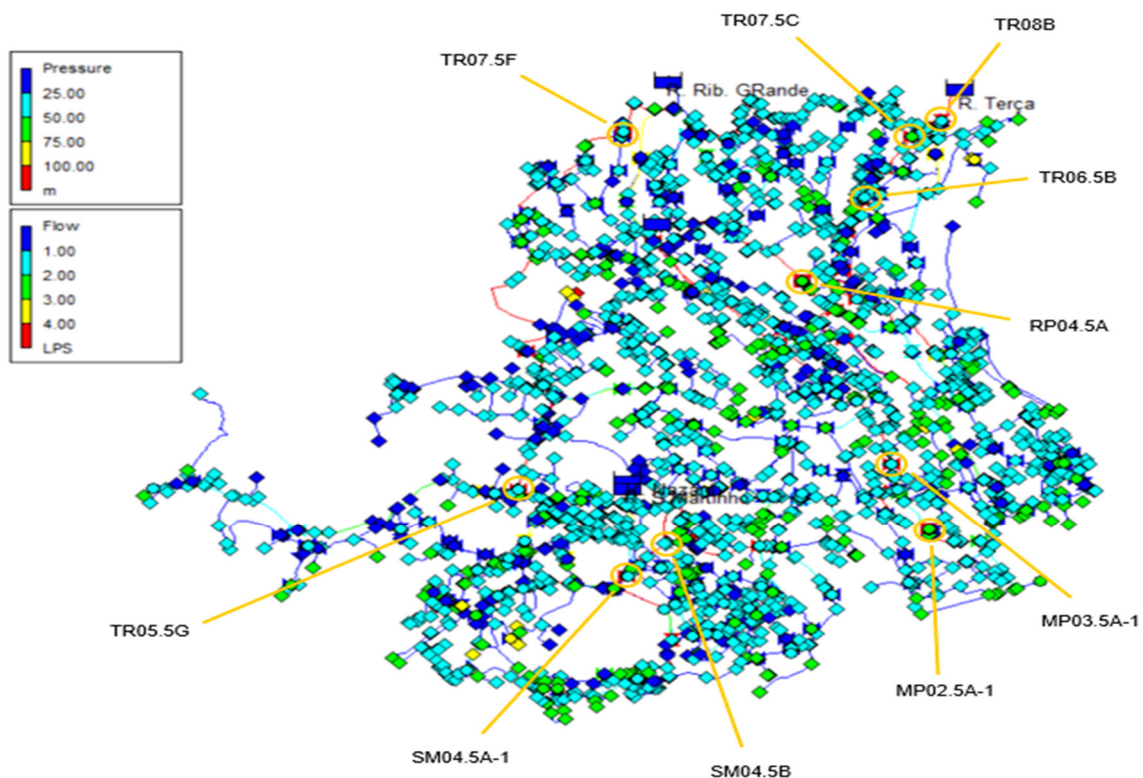 TR07.5C
TR08B
TR07.5F
Pressure
25.00
50.00
75.00
100.00
m
R. Rib. GRande
R. Terça
TR06.5B
Flow
1.00
2.00
3.00
4.00
LPS
RP04.5A
TR05.5G
MP03.5A-1
MP02.5A-1
SM04.5A-1
SM04.5B